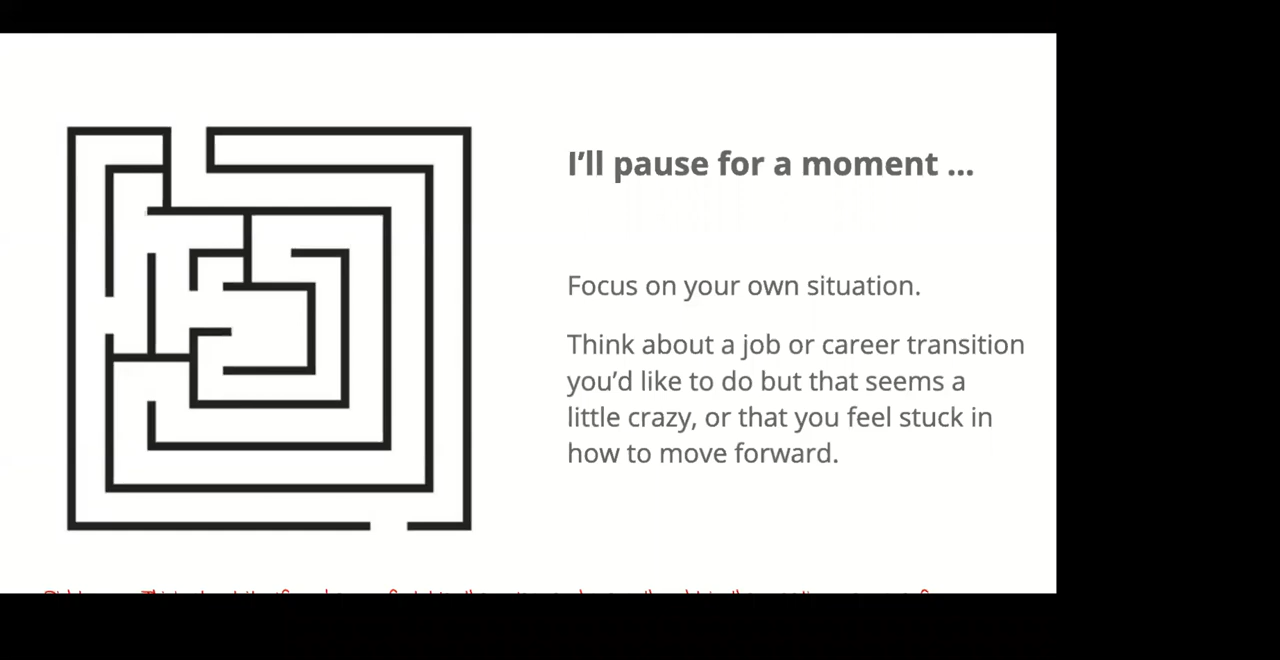 I’ll pause for a moment ...
Focus on your own situation.
Think about a job or career transition
you’d like to do but that seems a
little crazy, or that you feel stuck in
how to move forward.